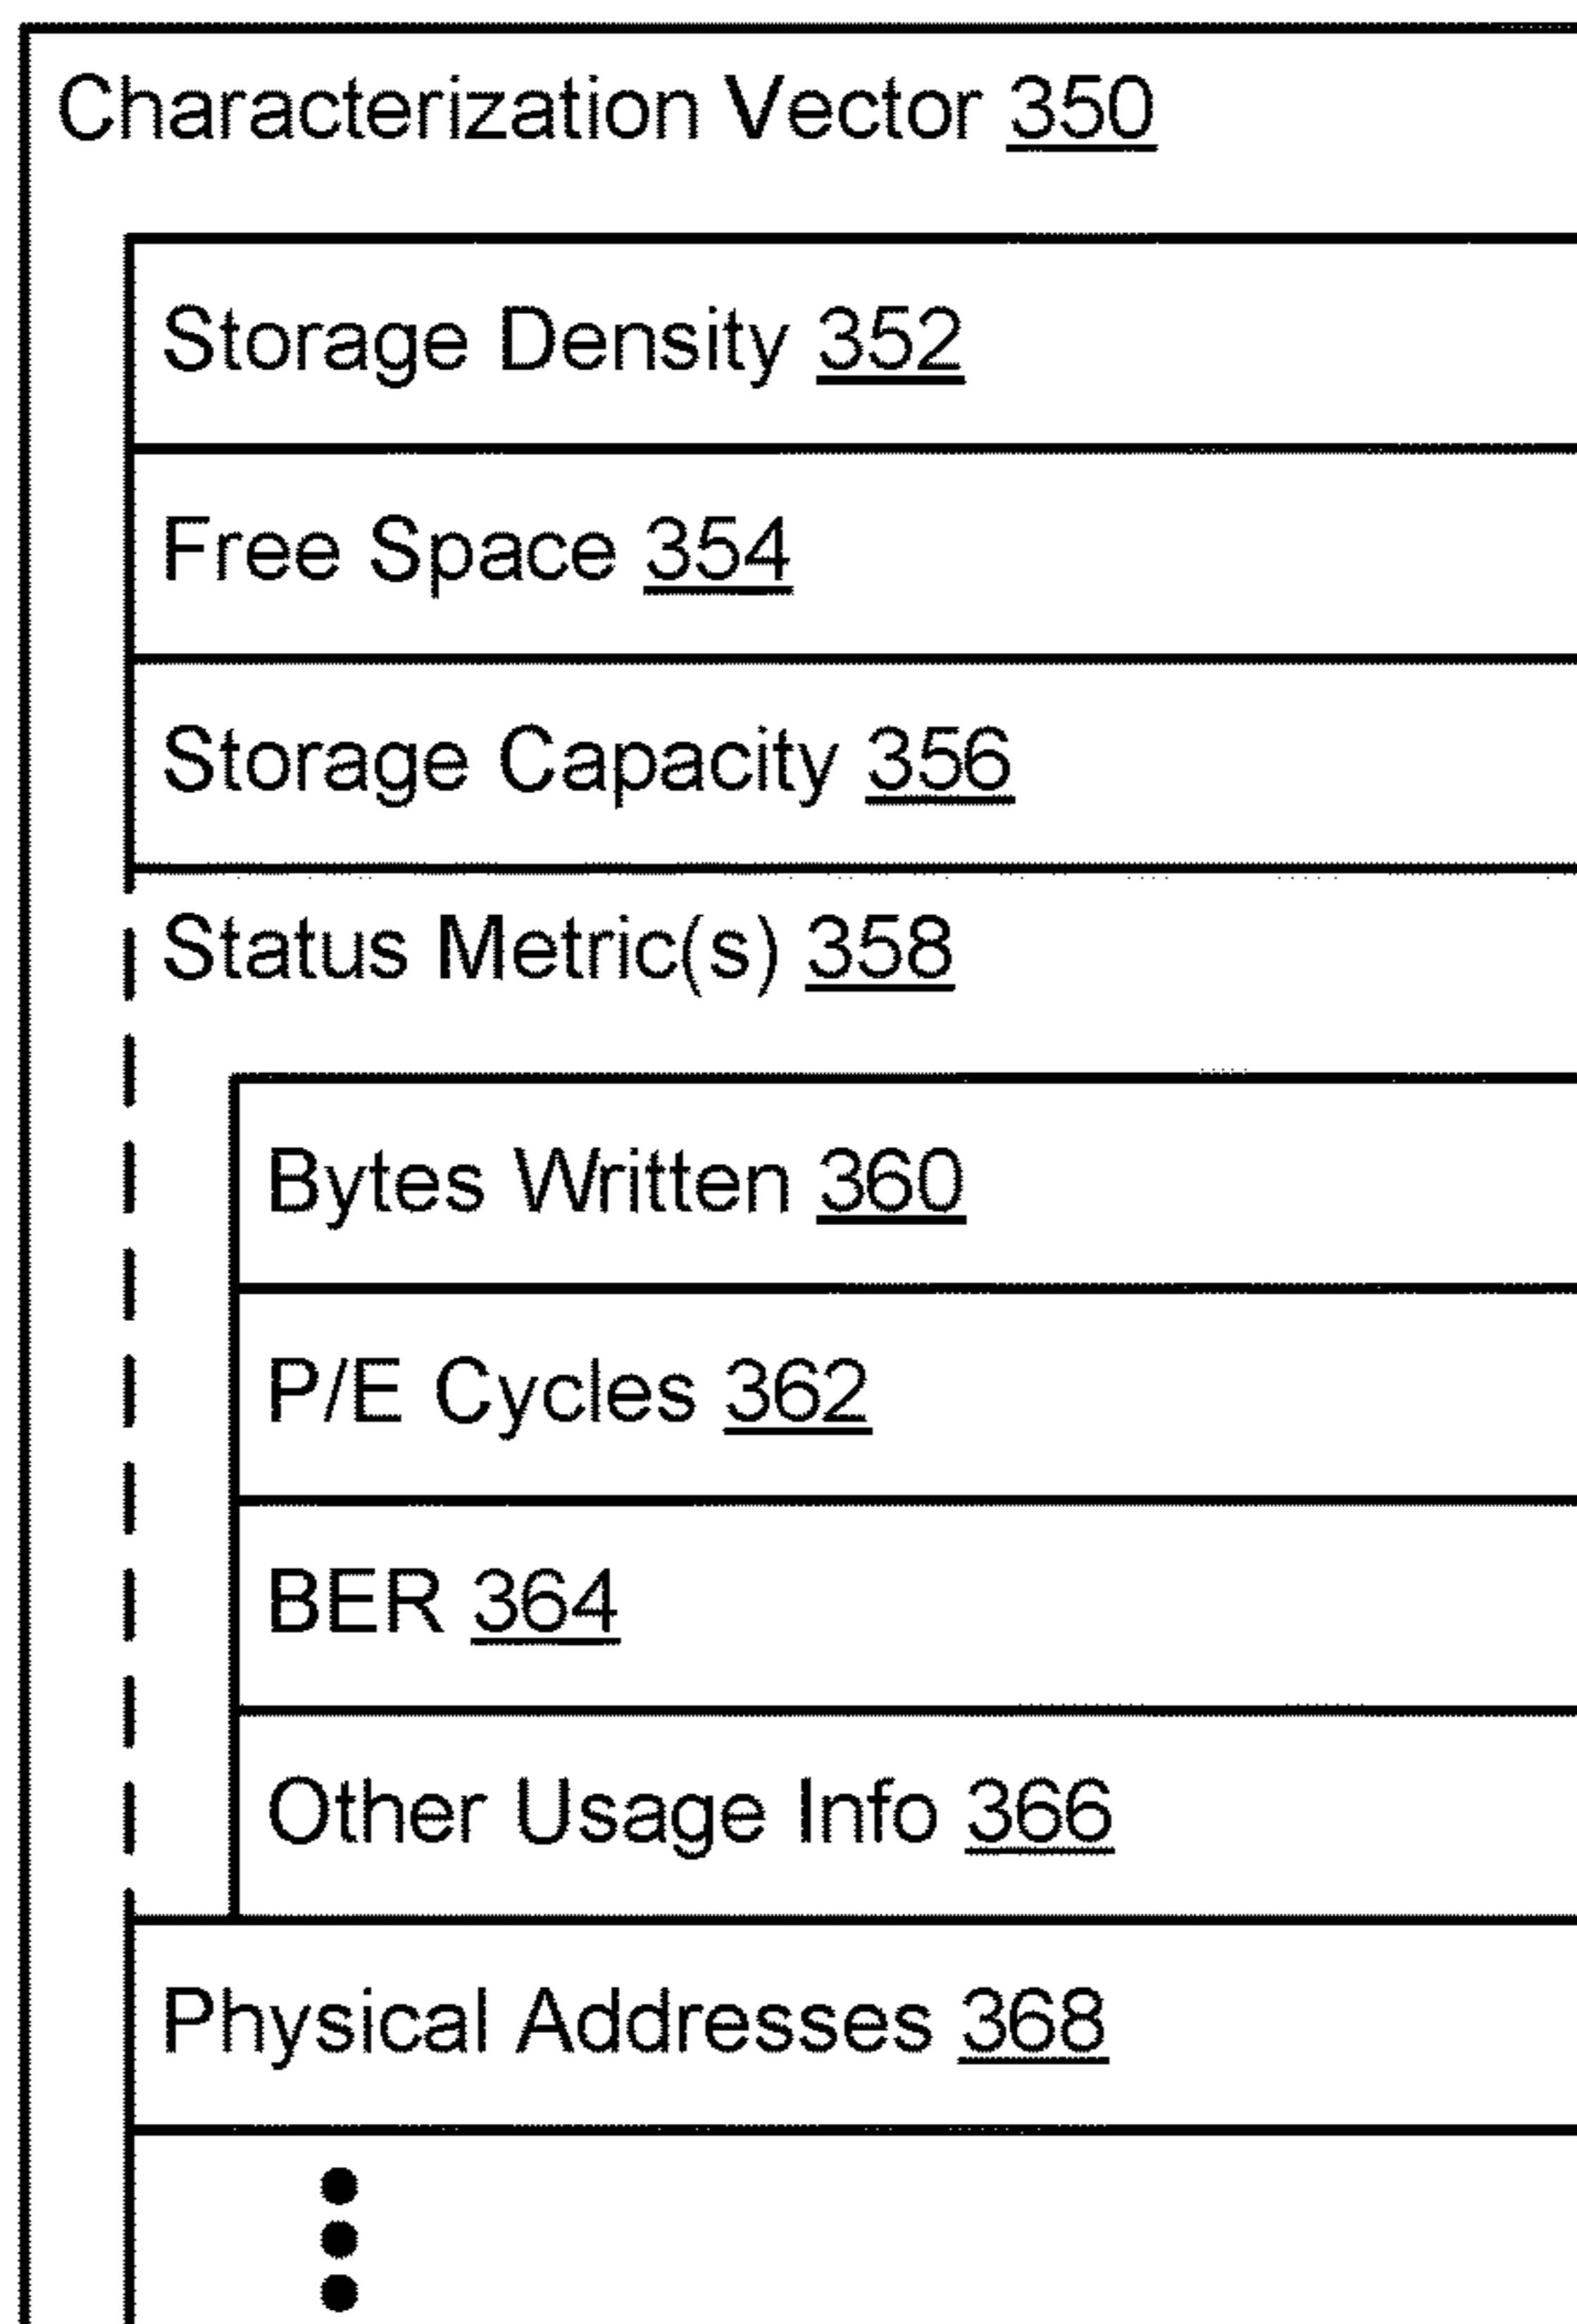 Characterization Vector 350
Storage Density 352
Free Space 354
Storage Capacity 356
Status Metric(s) 358
Bytes Written 360
P/E Cycles 362
BER 364
Other Usage Info 366
Physical Addresses 368